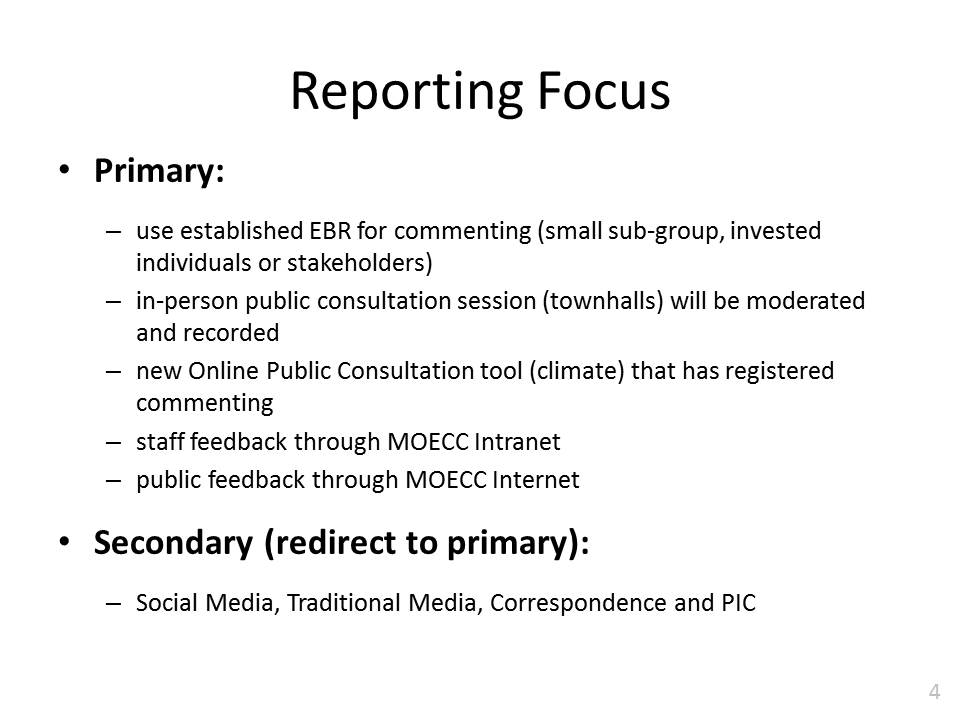 Reporting Focus
• Primary:
– use established EBR for commenting (small sub-group, invested
individuals or stakeholders)
– in-person public consultation session (townhalls) will be moderated
and recorded
– new Online Public Consultation tool (climate) that has registered
commenting
– staff feedback through MOECC Intranet
– public feedback through MOECC Internet
• Secondary (redirect to primary):
– Social Media, Traditional Media, Correspondence and PIC
4